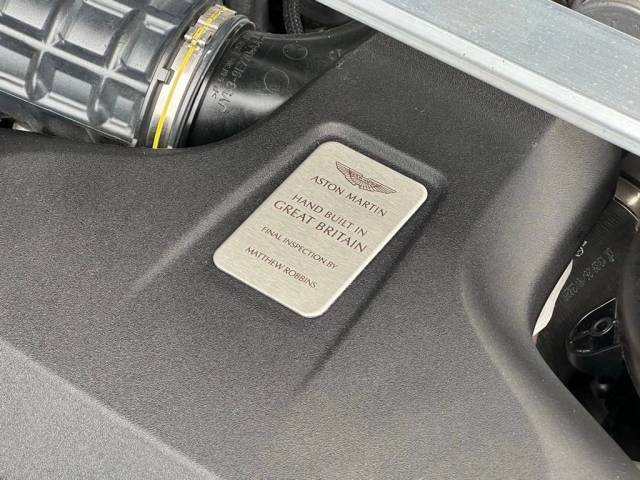 ASTON MARTIN
HAND BUILT IN
GREAT BRITAIN
FINAL INSPECTION BY
MATTHEW ROBBINS